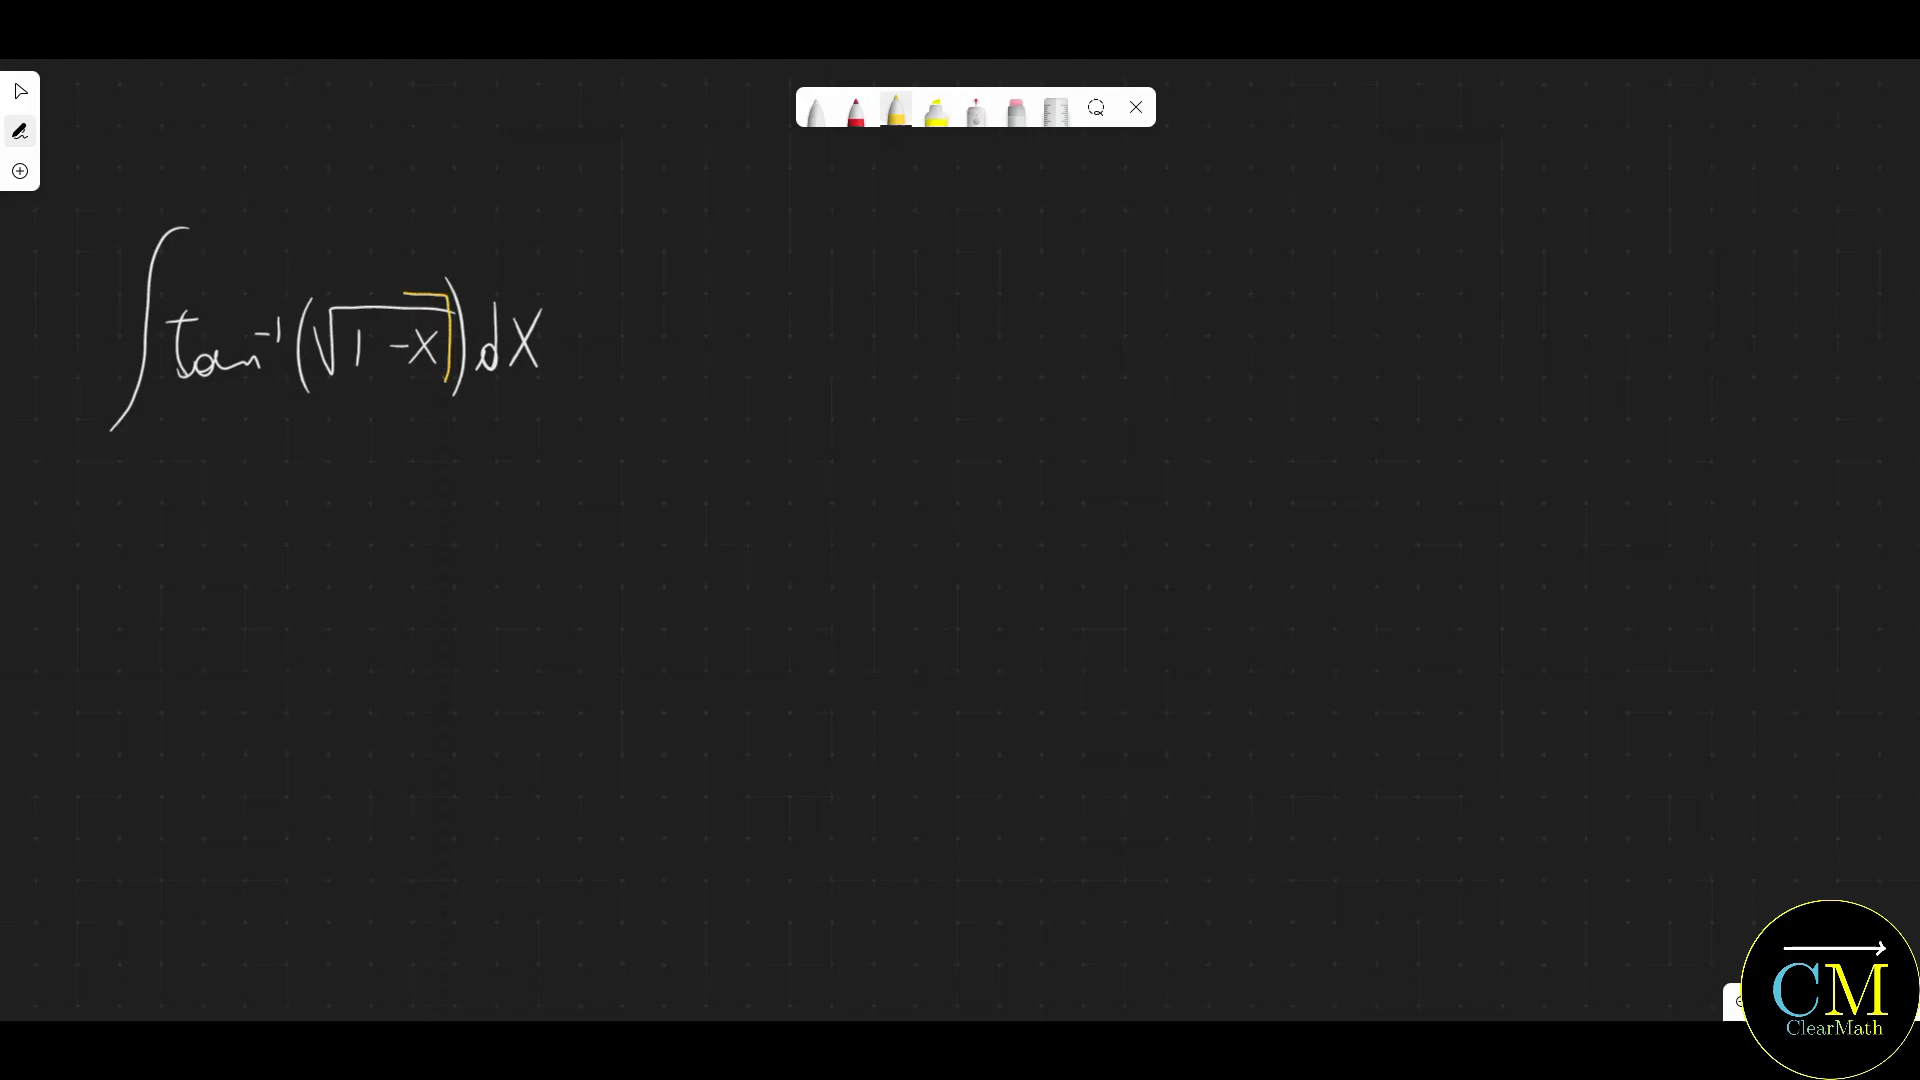 ∫ tan⁻¹(√(1-x)) dx
CM
ClearMath